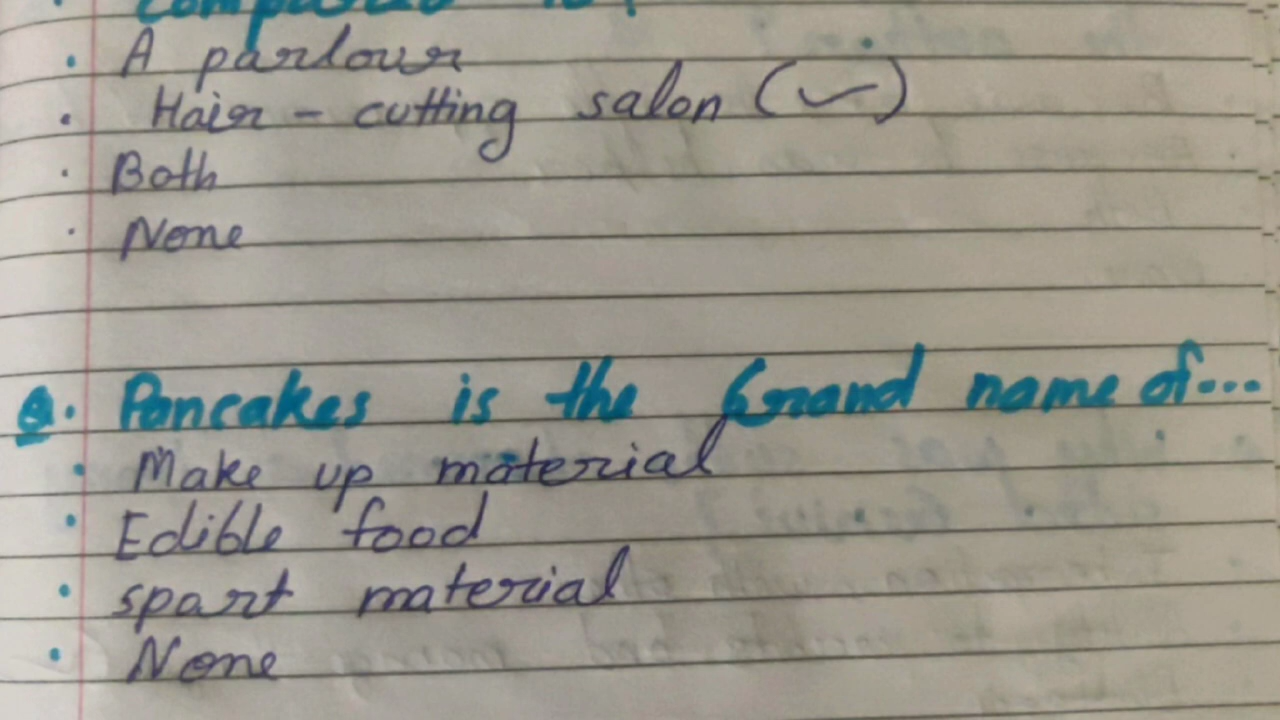 · A parlour
· Hair - cutting salon (✓)
· Both
· None
Q. Pancakes is the brand name of...
· Make up material
· Edible food
· spart material
· None